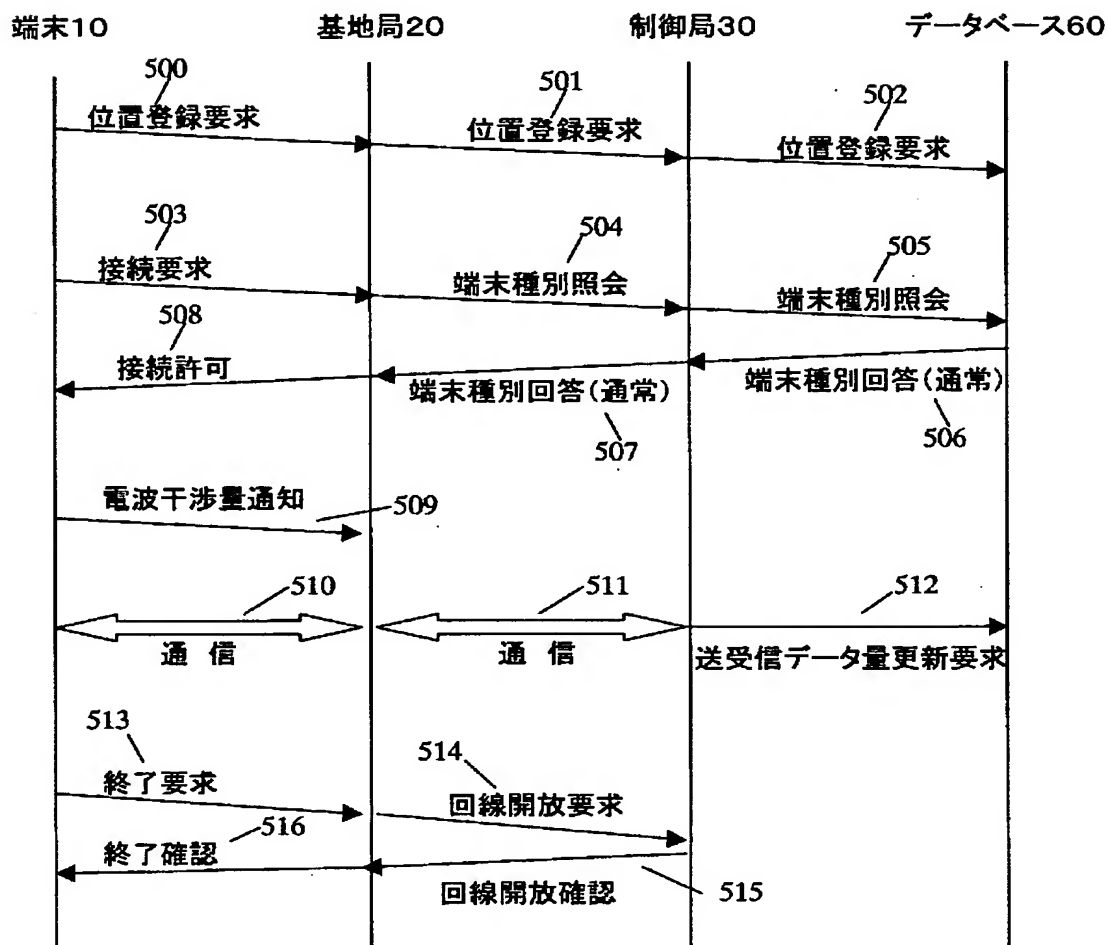 端末10
基地局20
制御局30
データベース60
500
位置登録要求
501
位置登録要求
502
位置登録要求
503
接続要求
504
端末種別照会
505
端末種別照会
508
接続許可
端末種別回答(通常)
507
端末種別回答(通常)
506
電波干渉量通知
509
510
通 信
511
通 信
512
送受信データ量更新要求
513
終了要求
514
回線開放要求
516
終了確認
回線開放確認
515